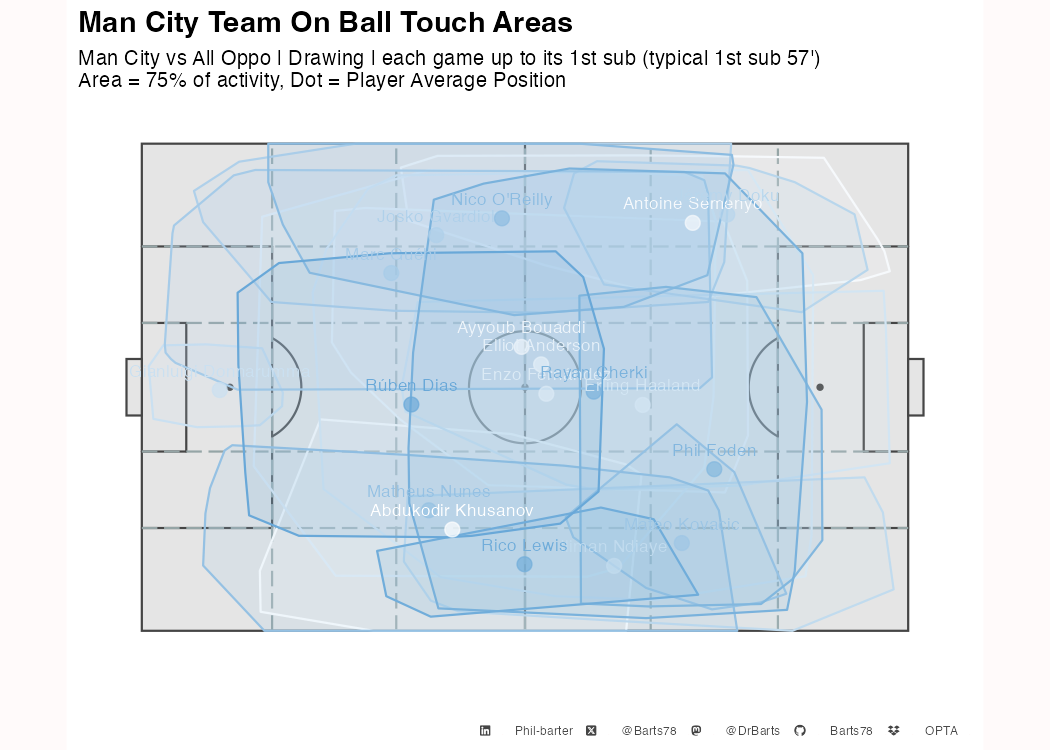 Man City Team On Ball Touch Areas
Man City vs All Oppo | Drawing | each game up to its 1st sub (typical 1st sub 57')
Area = 75% of activity, Dot = Player Average Position
Doku
Nico O'Reilly
Antoine Semenyo
Josko Gvardiol
Ayyoub Bouaddi
Elliot Anderson
Rayan Cherki
Enzo
Rúben Dias
Erling Haaland
Phil Foden
Matheus Nunes
Abdukodir Khusanov
Mateo Kovacic
Rico Lewis
Ndiaye
Phil-barter
@Barts78
@DrBarts
Barts78
OPTA